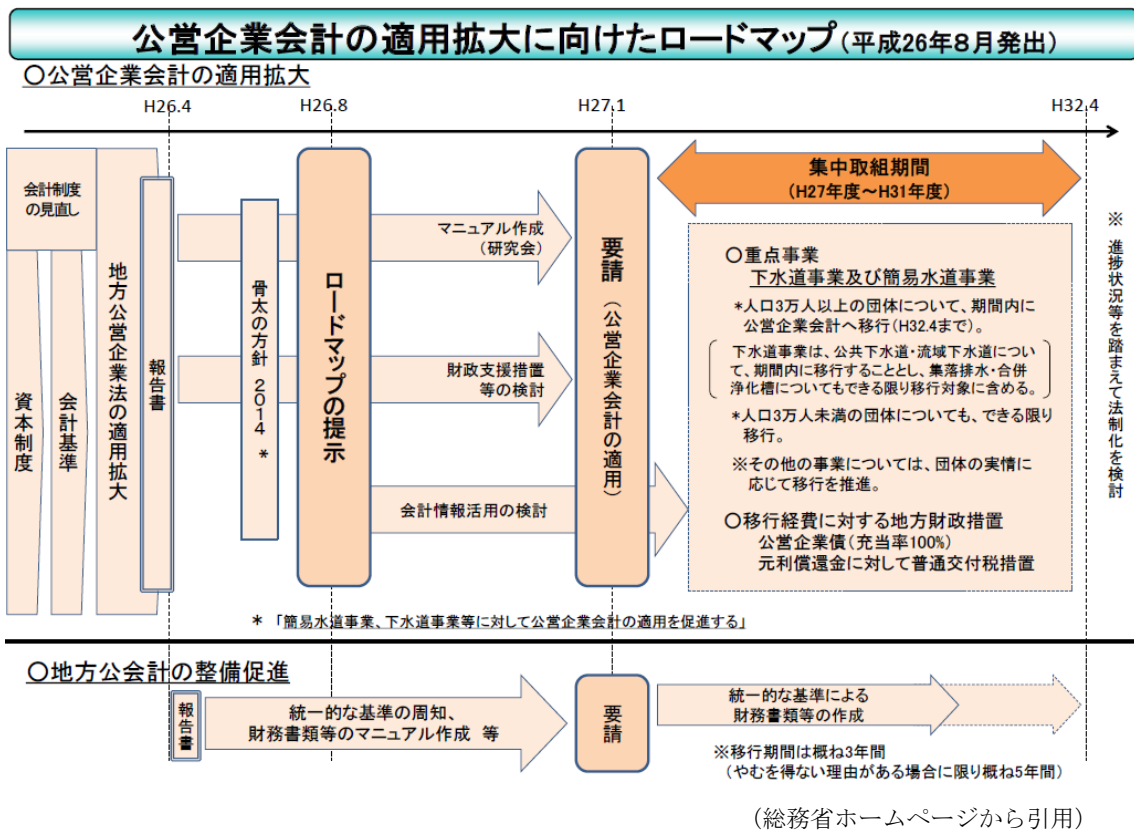 公営企業会計の適用拡大に向けたロードマップ(平成26年8月発出)
〇公営企業会計の適用拡大
H26.4
H26.8
H27.1
H32.4
会計制度
の見直し
資本制度
会計基準
地方公営企業法の適用拡大
報告書
骨太の方針 2014 *
ロードマップの提示
マニュアル作成
(研究会)
財政支援措置
等の検討
会計情報活用の検討
要請(公営企業会計の適用)
集中取組期間
(H27年度~H31年度)
〇重点事業
下水道事業及び簡易水道事業
*人口3万人以上の団体について、期間内に
公営企業会計へ移行(H32.4まで)。
下水道事業は、公共下水道・流域下水道につい
て、期間内に移行することとし、集落排水・合併
浄化槽についてもできる限り移行対象に含める。
*人口3万人未満の団体についても、できる限り
移行。
※その他の事業については、団体の実情に
応じて移行を推進。
〇移行経費に対する地方財政措置
公営企業債(充当率100%)
元利償還金に対して普通交付税措置
※ 進捗状況等を踏まえて法制化を検討
* 「簡易水道事業、下水道事業等に対して公営企業会計の適用を促進する」
〇地方公会計の整備促進
報告書
統一的な基準の周知、
財務書類等のマニュアル作成 等
要請
統一的な基準による
財務書類等の作成
※移行期間は概ね3年間
(やむを得ない理由がある場合に限り概ね5年間)
(総務省ホームページから引用)